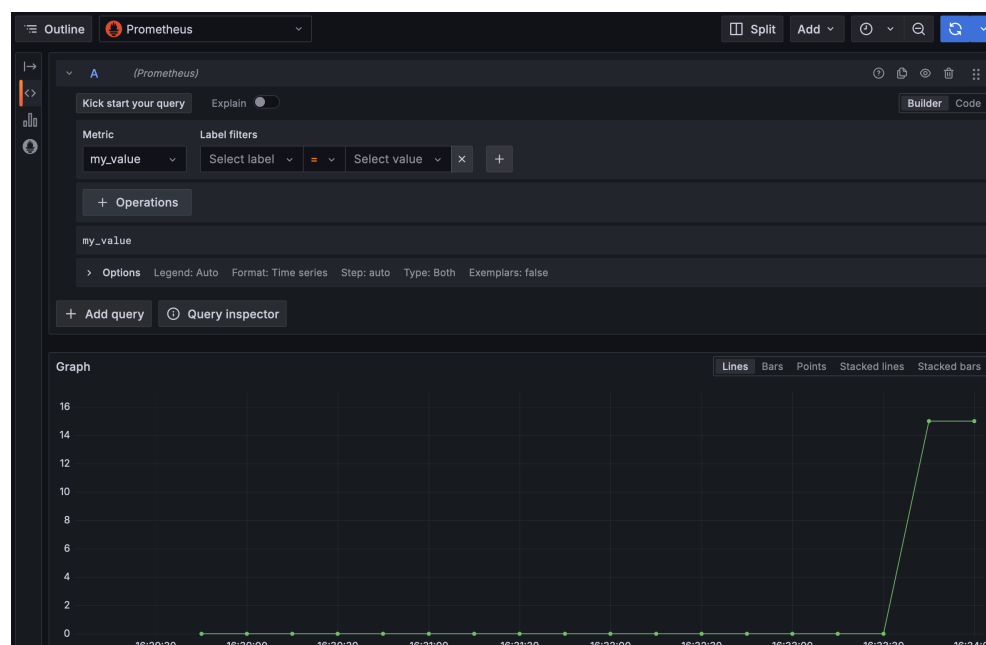 Outline
Prometheus
Split
Add
A
(Prometheus)
Kick start your query
Explain
Builder
Code
Metric
Label filters
my_value
Select label
=
Select value
+ Operations
my_value
Options Legend: Auto Format: Time series Step: auto Type: Both Exemplars: false
+ Add query
Query inspector
Graph
Lines Bars Points Stacked lines Stacked bars
16
14
12
10
8
6
4
2
0